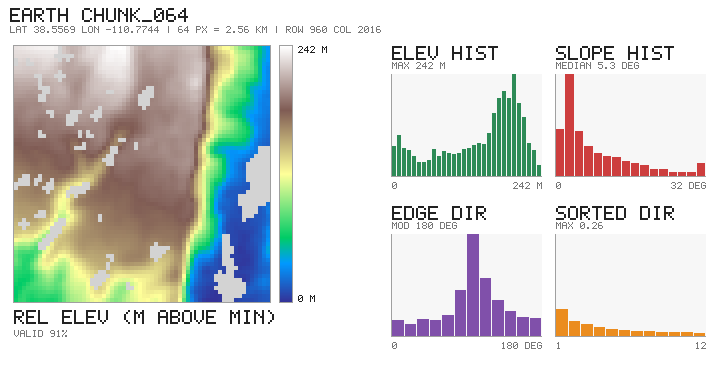 EARTH CHUNK_064
LAT 38.5569 LON -110.7744 | 64 PX = 2.56 KM | ROW 960 COL 2016
242 M
0 M
REL ELEV (M ABOVE MIN)
VALID 91%
ELEV HIST
MAX 242 M
0
242 M
SLOPE HIST
MEDIAN 5.3 DEG
0
32 DEG
EDGE DIR
MOD 180 DEG
0
180 DEG
SORTED DIR
MAX 0.26
1
12